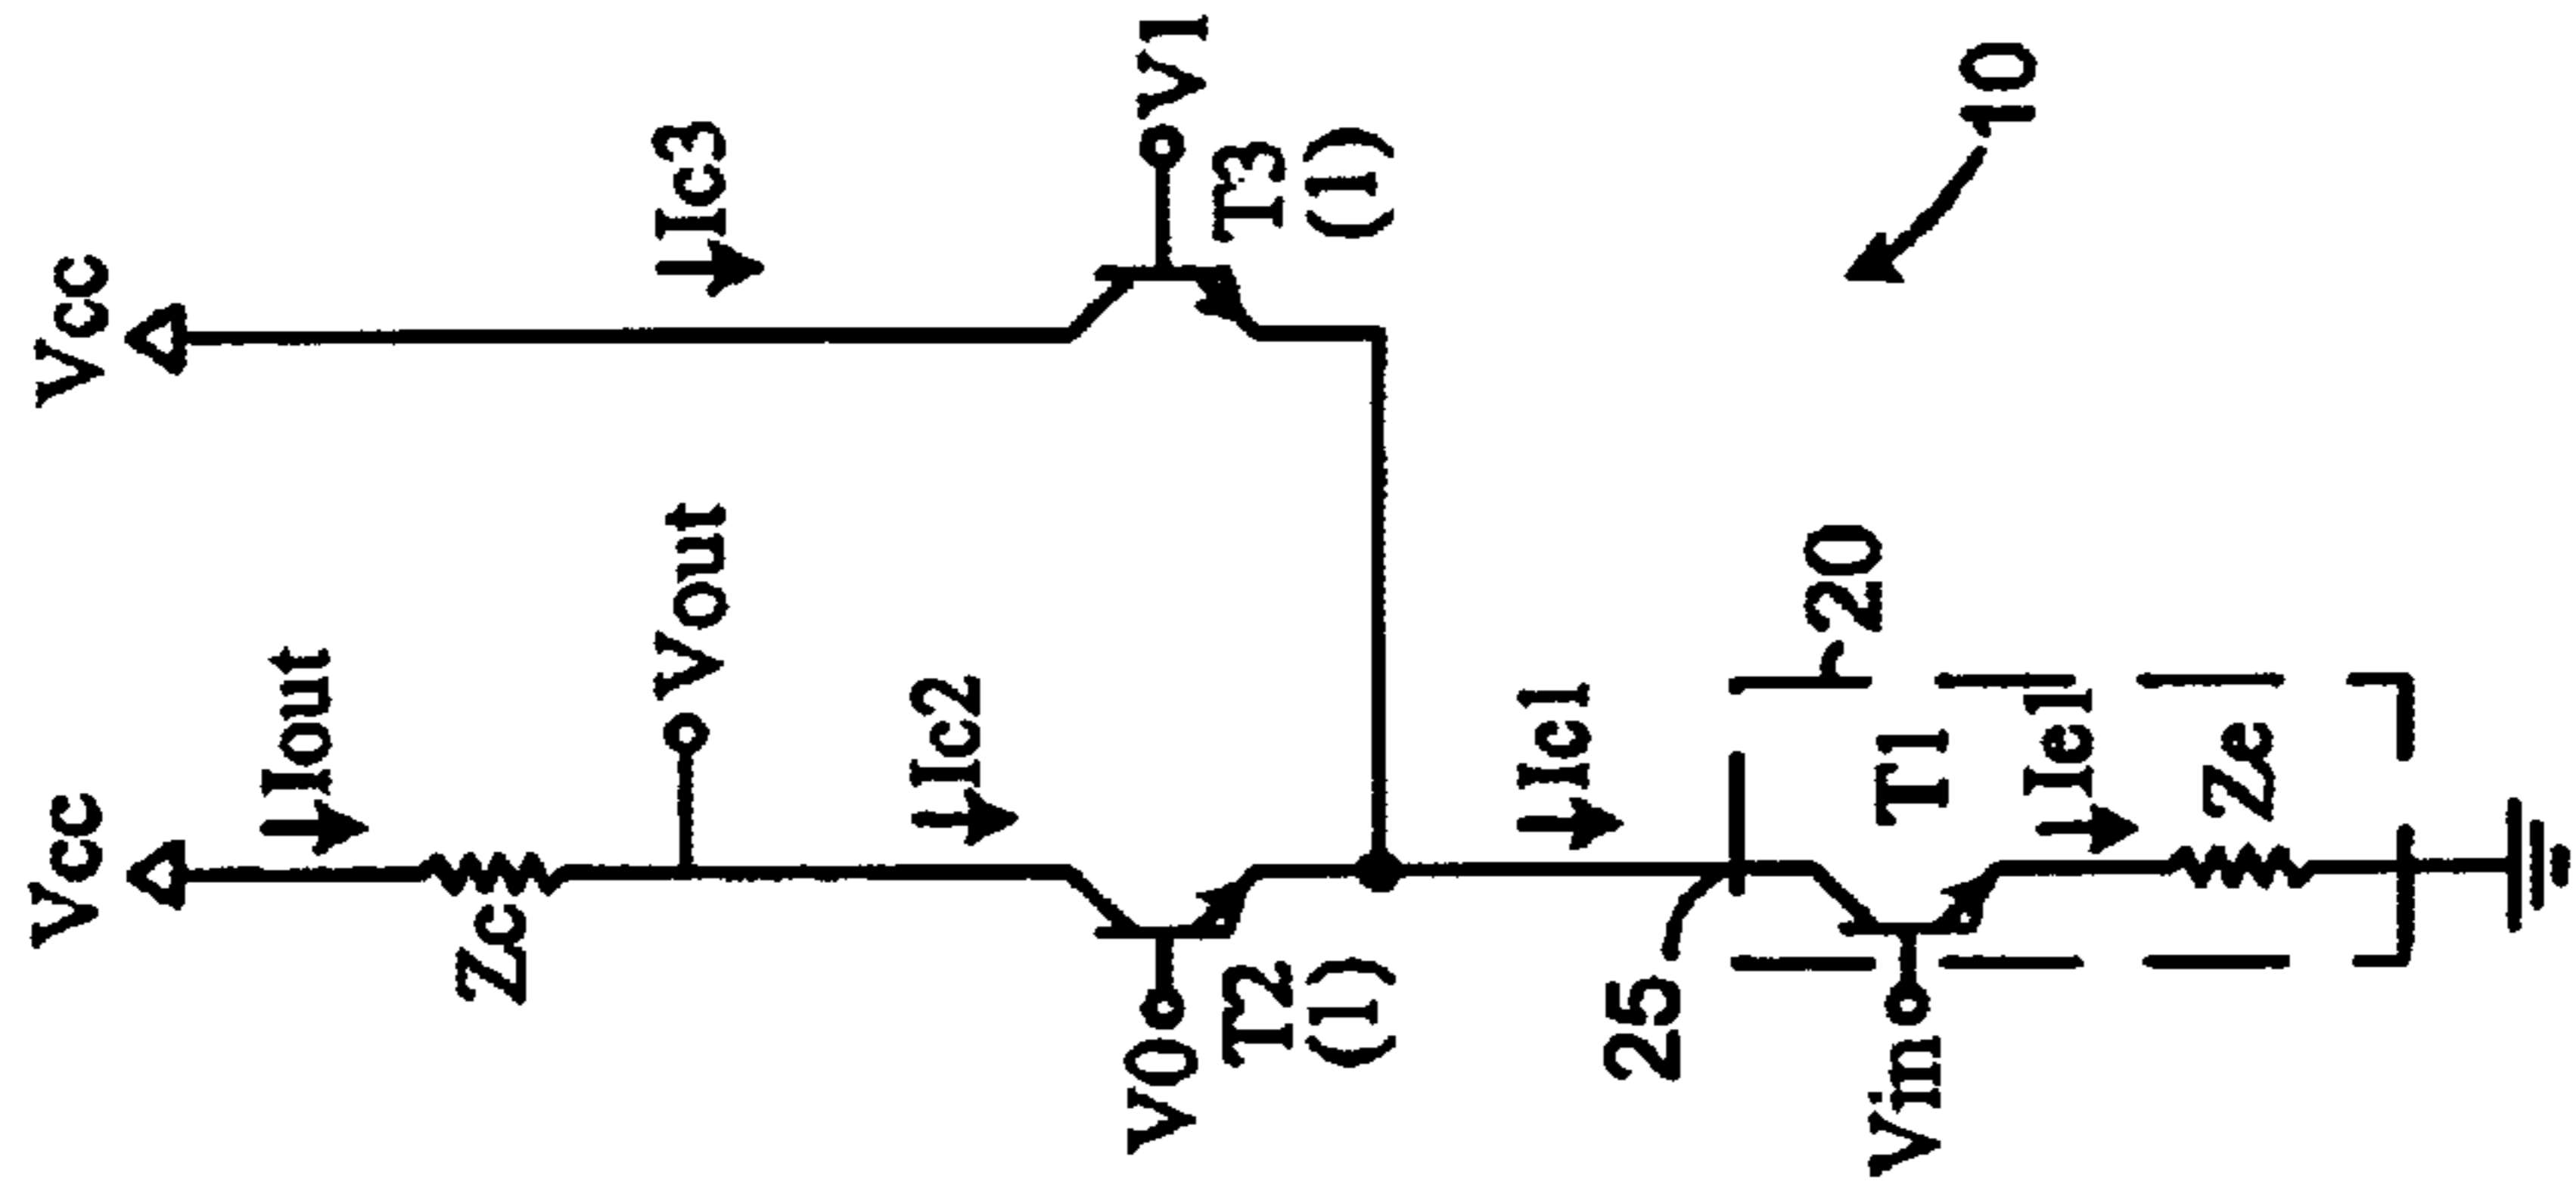 Vcc
Vcc
Iout
Zc
Vout
Ic3
Ic2
V0
V1
T2
(1)
T3
(1)
Ic1
25
20
10
Vin
T1
Ie1
Ze